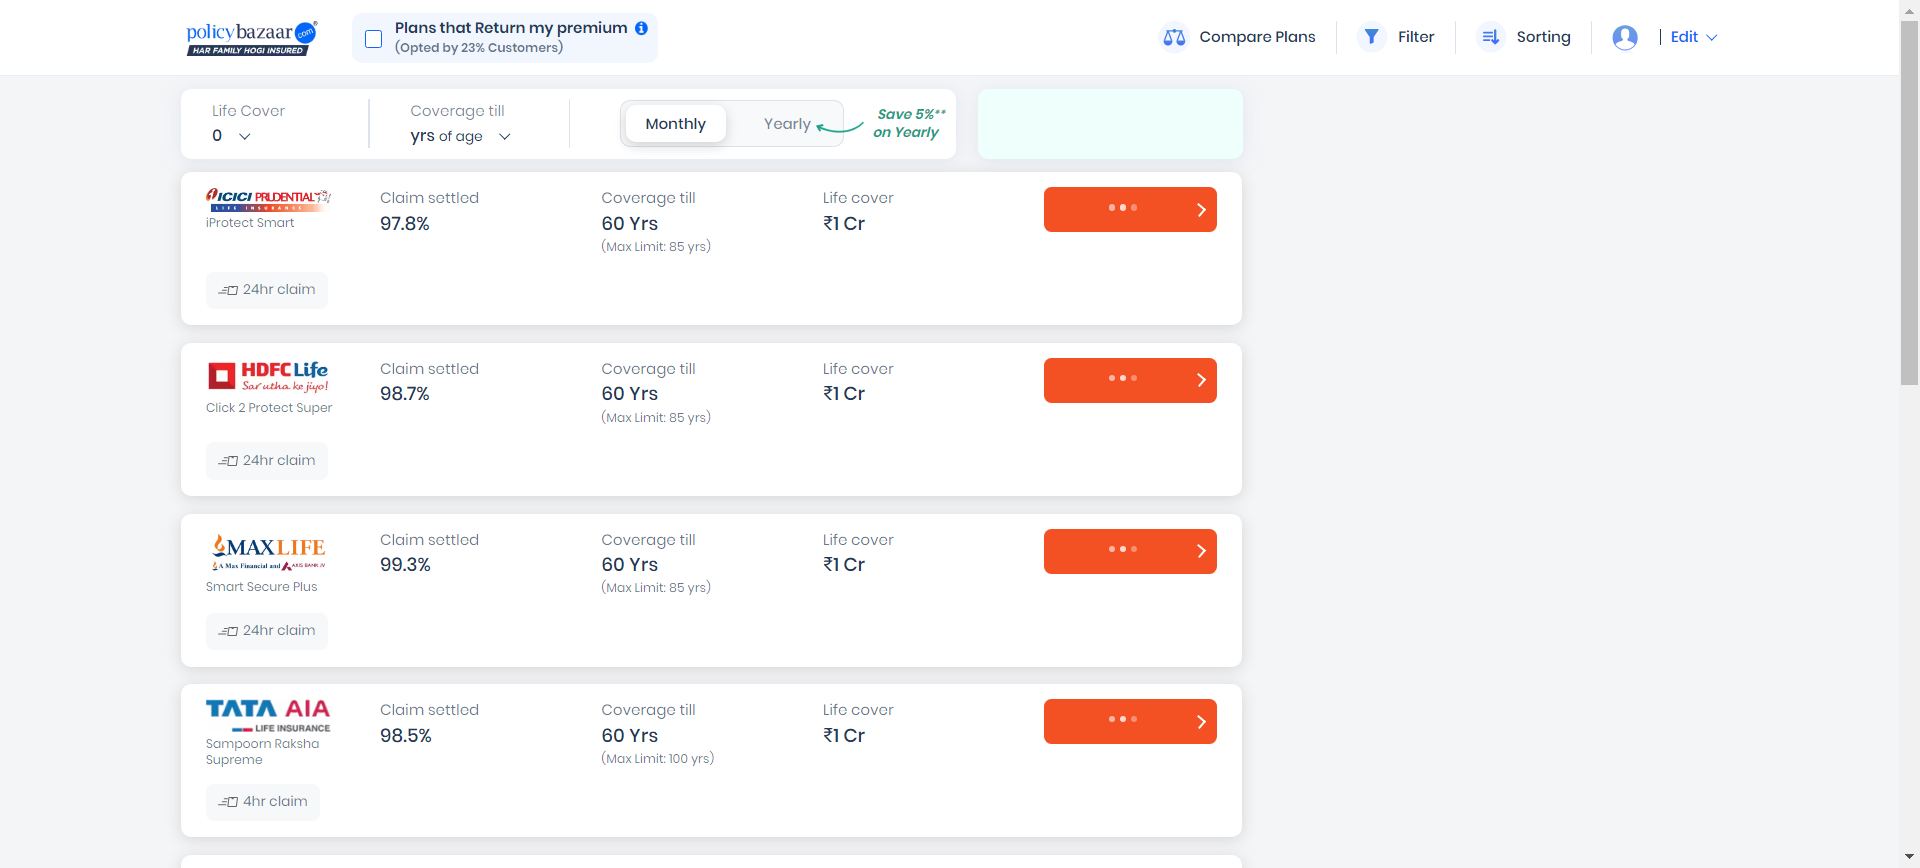 policybazaar.com
HAR FAMILY HOGI INSURED
Plans that Return my premium
(Opted by 23% Customers)
Compare Plans
Filter
Sorting
Edit
Life Cover
0
Coverage till
yrs of age
Monthly
Yearly
Save 5%**
on Yearly
ICICI PRUDENTIAL
LIFE INSURANCE
iProtect Smart
Claim settled
97.8%
Coverage till
60 Yrs
(Max Limit: 85 yrs)
Life cover
₹1 Cr
24hr claim
HDFC Life
Sar utha ke jiyo!
Click 2 Protect Super
Claim settled
98.7%
Coverage till
60 Yrs
(Max Limit: 85 yrs)
Life cover
₹1 Cr
24hr claim
MAX LIFE
A Max Financial and AXIS BANK JV
Smart Secure Plus
Claim settled
99.3%
Coverage till
60 Yrs
(Max Limit: 85 yrs)
Life cover
₹1 Cr
24hr claim
TATA AIA
LIFE INSURANCE
Sampoorn Raksha
Supreme
Claim settled
98.5%
Coverage till
60 Yrs
(Max Limit: 100 yrs)
Life cover
₹1 Cr
4hr claim